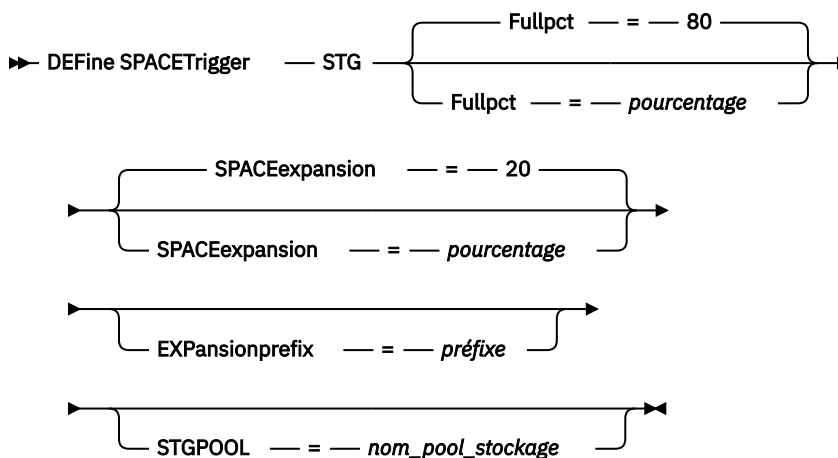 Fullpct = 80
DEFine SPACETrigger STG
Fullpct = pourcentage
SPACEexpansion = 20
SPACEexpansion = pourcentage
EXPansionprefix = préfixe
STGPOOL = nom_pool_stockage